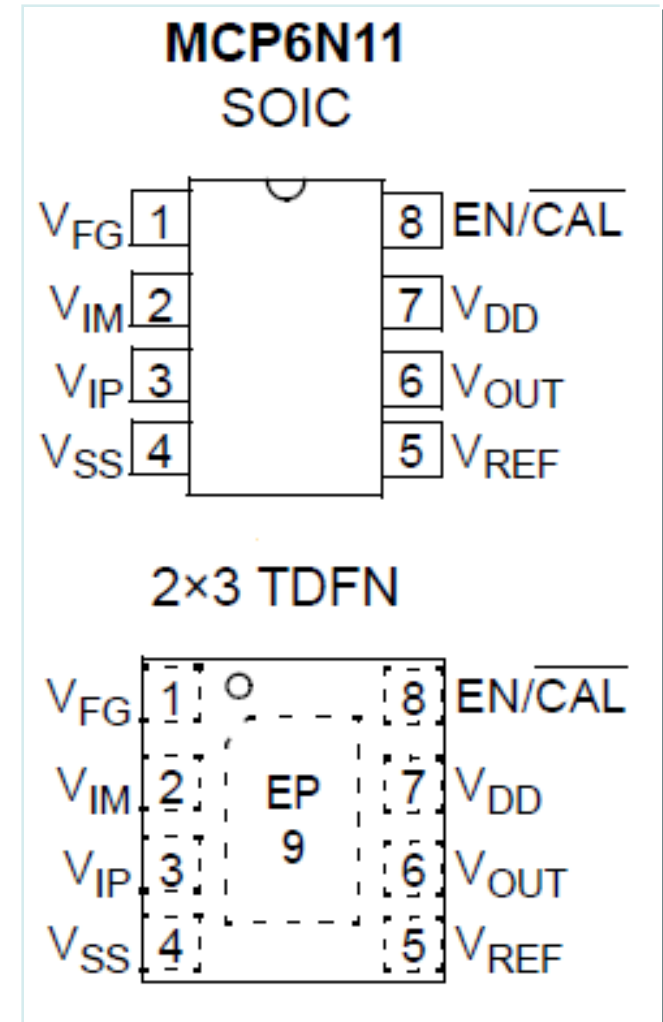 MCP6N11
SOIC
VFG 1 8 EN/CAL
VIM 2 7 VDD
VIP 3 6 VOUT
VSS 4 5 VREF
2×3 TDFN
VFG 1 8 EN/CAL
VIM 2 EP 7 VDD
VIP 3 9 6 VOUT
VSS 4 5 VREF